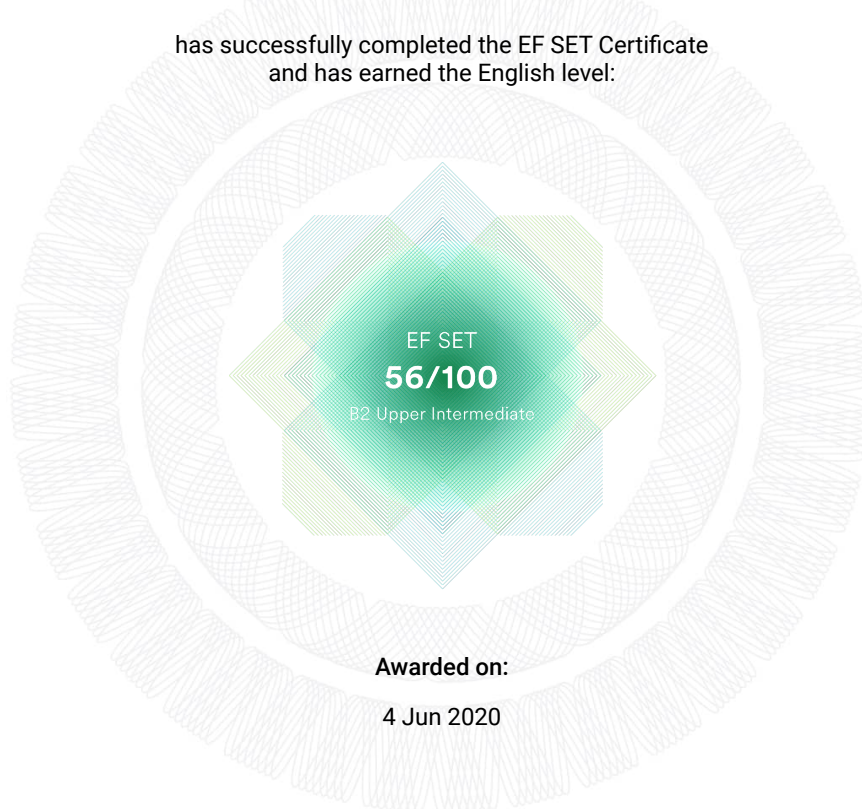 has successfully completed the EF SET Certificate
and has earned the English level:
EF SET
56/100
B2 Upper Intermediate
Awarded on:
4 Jun 2020